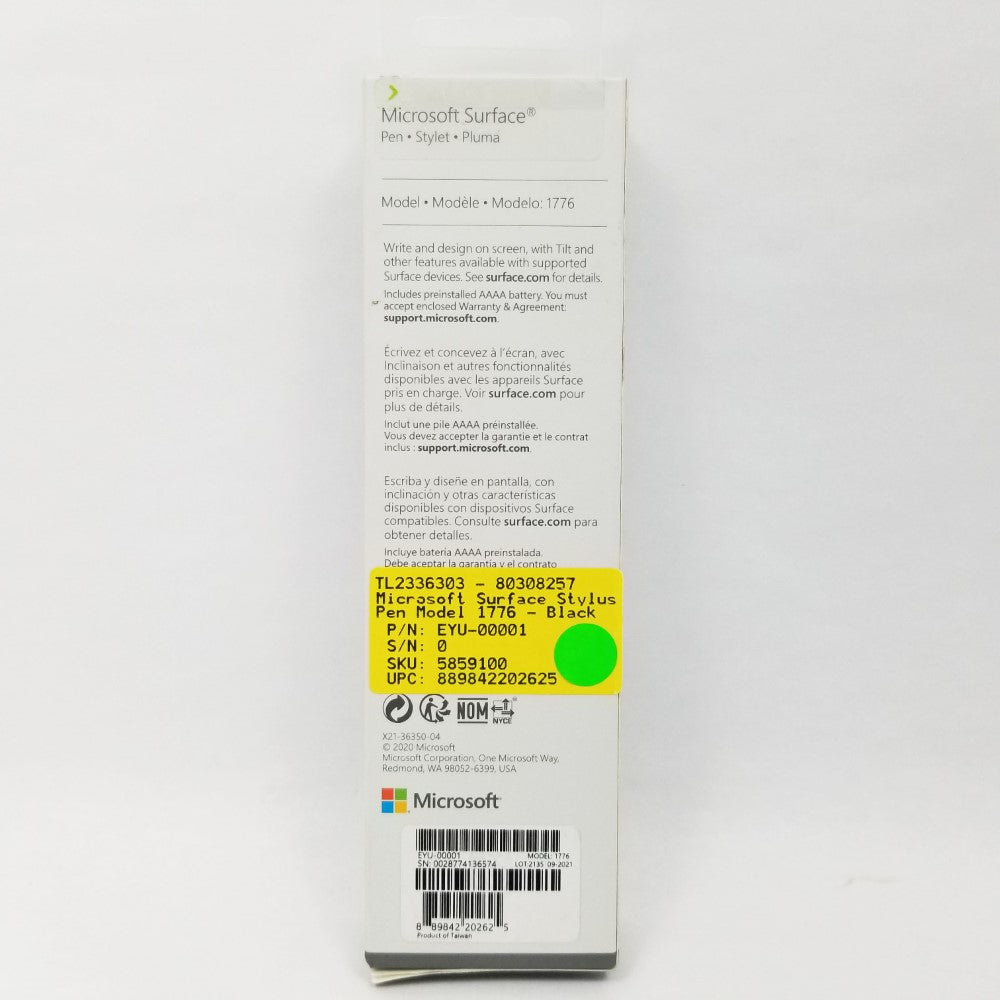 Microsoft Surface®
Pen • Stylet • Pluma
Model • Modèle • Modelo: 1776
Write and design on screen, with Tilt and
other features available with supported
Surface devices. See surface.com for details.
Includes preinstalled AAAA battery. You must
accept enclosed Warranty & Agreement:
support.microsoft.com.
Écrivez et concevez à l'écran, avec
Inclinaison et autres fonctionnalités
disponibles avec les appareils Surface
pris en charge. Voir surface.com pour
plus de détails.
Inclut une pile AAAA préinstallée.
Vous devez accepter la garantie et le contrat
inclus : support.microsoft.com.
Escriba y diseñe en pantalla, con
inclinación y otras características
disponibles con dispositivos Surface
compatibles. Consulte surface.com para
obtener detalles.
Incluye batería AAAA preinstalada.
Debe aceptar la garantía y el contrato
TL2336303 - 80308257
Microsoft Surface Stylus
Pen Model 1776 - Black
P/N: EYU-00001
S/N: 0
SKU: 5859100
UPC: 889842202625
NOM NYCE
X21-36350-04
© 2020 Microsoft
Microsoft Corporation, One Microsoft Way,
Redmond, WA 98052-6399. USA
Microsoft
EYU-00001 MODEL: 1776
SN: 0028774136574 LOT:2135 09-2021
8 89842 20262 5
Product of Taiwan